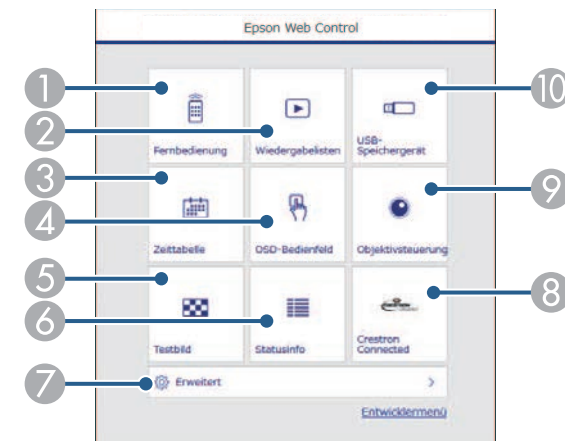 Epson Web Control
1
2
10
Fernbedienung
Wiedergabelisten
USB-
Speichergerät
3
4
9
Zeittabelle
OSD-Bedienfeld
Objektivsteuerung
5
6
8
Testbild
Statusinfo
Crestron
Connected
7
Erweitert
Entwicklermenü